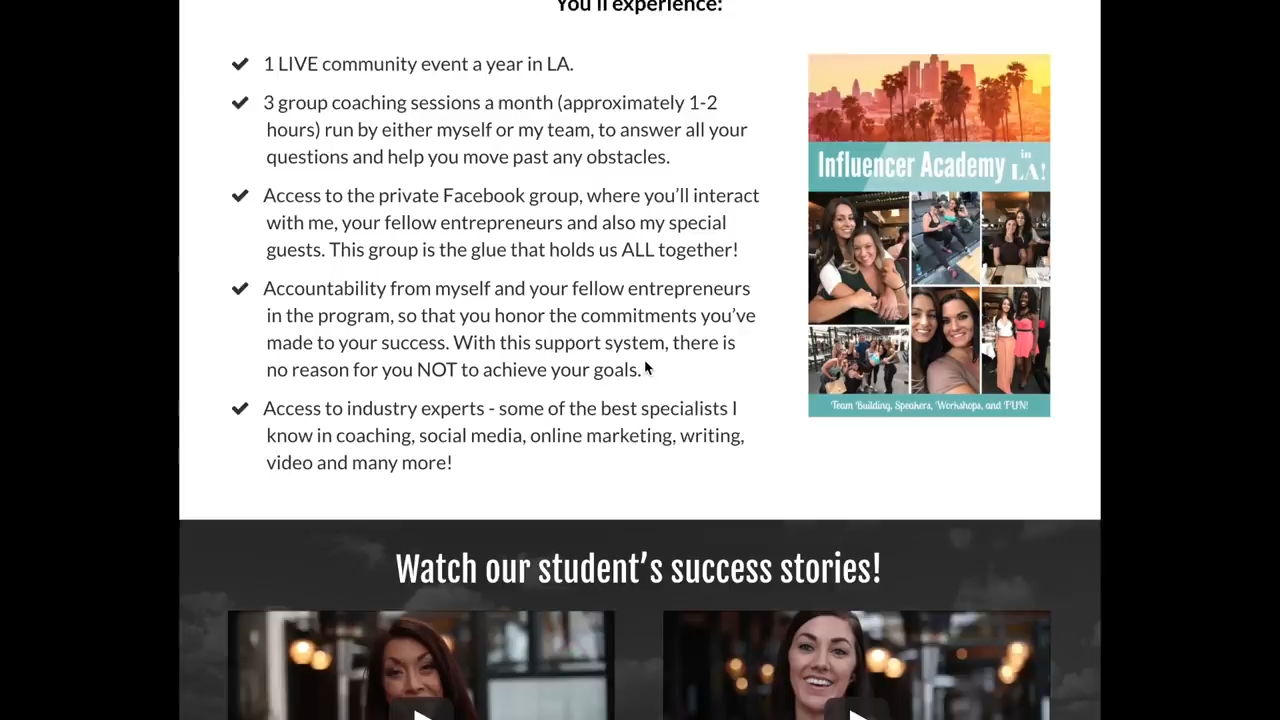 You'll experience:
1 LIVE community event a year in LA.
3 group coaching sessions a month (approximately 1-2
hours) run by either myself or my team, to answer all your
questions and help you move past any obstacles.
Access to the private Facebook group, where you’ll interact
with me, your fellow entrepreneurs and also my special
guests. This group is the glue that holds us ALL together!
Accountability from myself and your fellow entrepreneurs
in the program, so that you honor the commitments you’ve
made to your success. With this support system, there is
no reason for you NOT to achieve your goals.
Access to industry experts - some of the best specialists I
know in coaching, social media, online marketing, writing,
video and many more!
Influencer Academy in LA!
Team Building, Speakers, Workshops, and FUN!
Watch our student’s success stories!